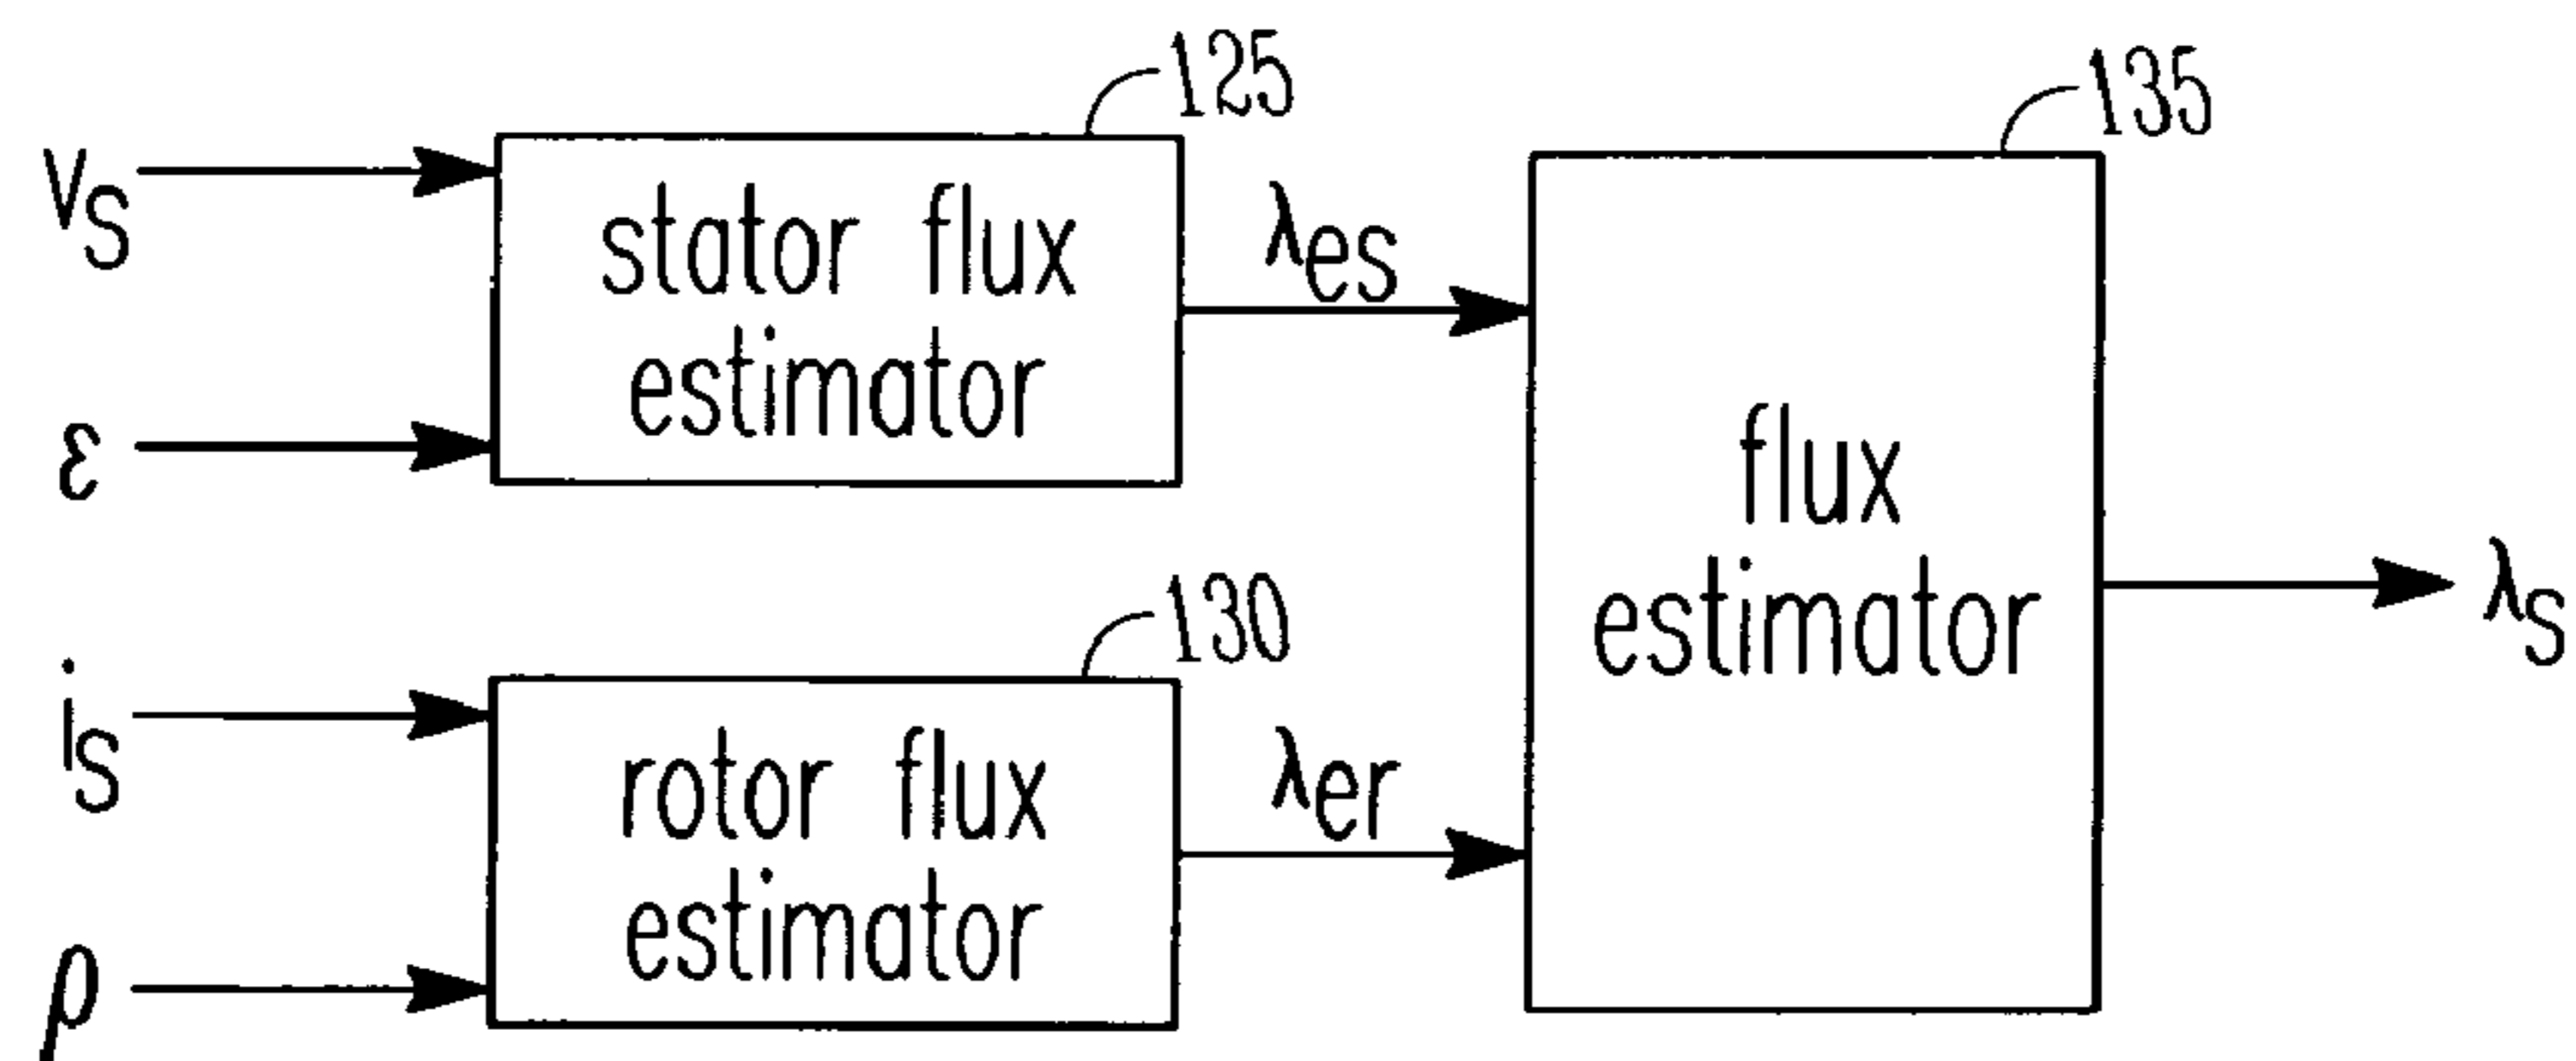 125
135
v_S
stator flux
estimator
λ_es
ε
flux
estimator
λ_S
130
i_S
rotor flux
estimator
λ_er
ρ